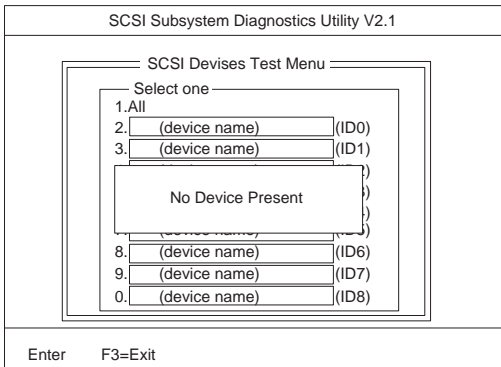 SCSI Subsystem Diagnostics Utility V2.1
SCSI Devises Test Menu
Select one
1.All
2. (device name) (ID0)
3. (device name) (ID1)
No Device Present
8. (device name) (ID6)
9. (device name) (ID7)
0. (device name) (ID8)
Enter F3=Exit